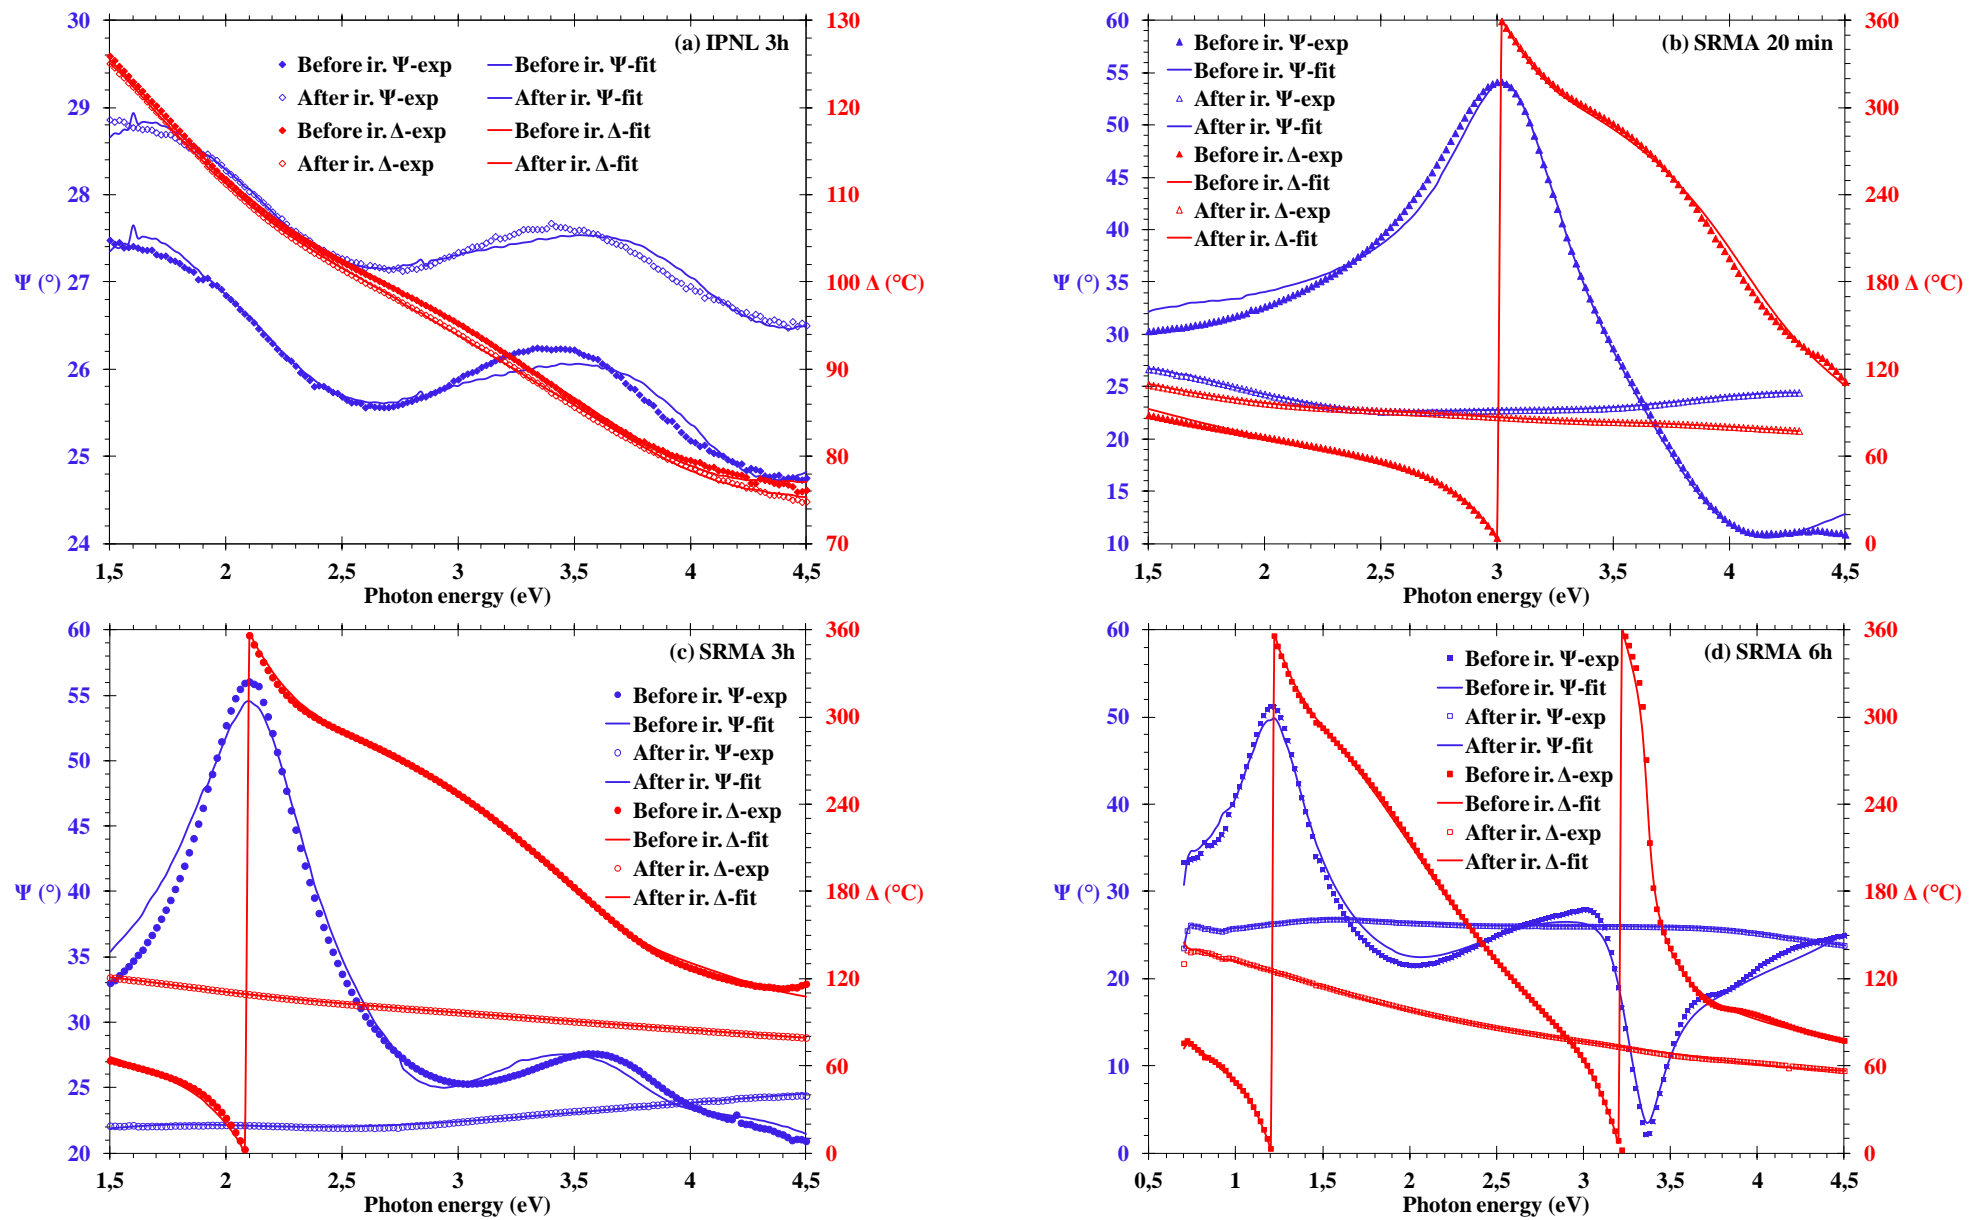 (a) IPNL 3h
Before ir. Ψ-exp
Before ir. Ψ-fit
After ir. Ψ-exp
After ir. Ψ-fit
Before ir. Δ-exp
Before ir. Δ-fit
After ir. Δ-exp
After ir. Δ-fit
30
29
28
27
26
25
24
Ψ (°)
130
120
110
100
90
80
70
Δ (°C)
1,5 2 2,5 3 3,5 4 4,5
Photon energy (eV)
(b) SRMA 20 min
Before ir. Ψ-exp
Before ir. Ψ-fit
After ir. Ψ-exp
After ir. Ψ-fit
Before ir. Δ-exp
Before ir. Δ-fit
After ir. Δ-exp
After ir. Δ-fit
60
55
50
45
40
35
30
25
20
15
10
Ψ (°)
360
300
240
180
120
60
0
Δ (°C)
1,5 2 2,5 3 3,5 4 4,5
Photon energy (eV)
(c) SRMA 3h
Before ir. Ψ-exp
Before ir. Ψ-fit
After ir. Ψ-exp
After ir. Ψ-fit
Before ir. Δ-exp
Before ir. Δ-fit
After ir. Δ-exp
After ir. Δ-fit
60
55
50
45
40
35
30
25
20
Ψ (°)
360
300
240
180
120
60
0
Δ (°C)
1,5 2 2,5 3 3,5 4 4,5
Photon energy (eV)
(d) SRMA 6h
Before ir. Ψ-exp
Before ir. Ψ-fit
After ir. Ψ-exp
After ir. Ψ-fit
Before ir. Δ-exp
Before ir. Δ-fit
After ir. Δ-exp
After ir. Δ-fit
60
50
40
30
20
10
0
Ψ (°)
360
300
240
180
120
60
0
Δ (°C)
0,5 1 1,5 2 2,5 3 3,5 4 4,5
Photon energy (eV)